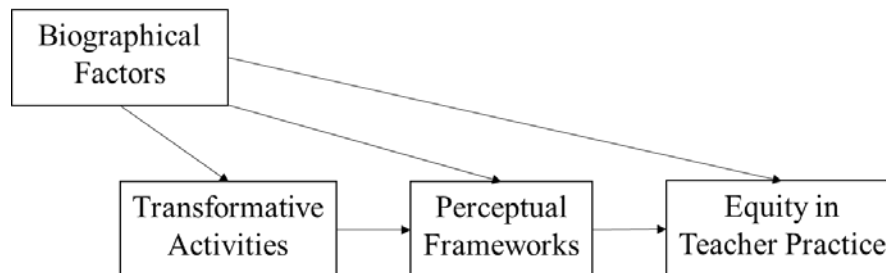 Biographical
Factors
Transformative
Activities
Perceptual
Frameworks
Equity in
Teacher Practice